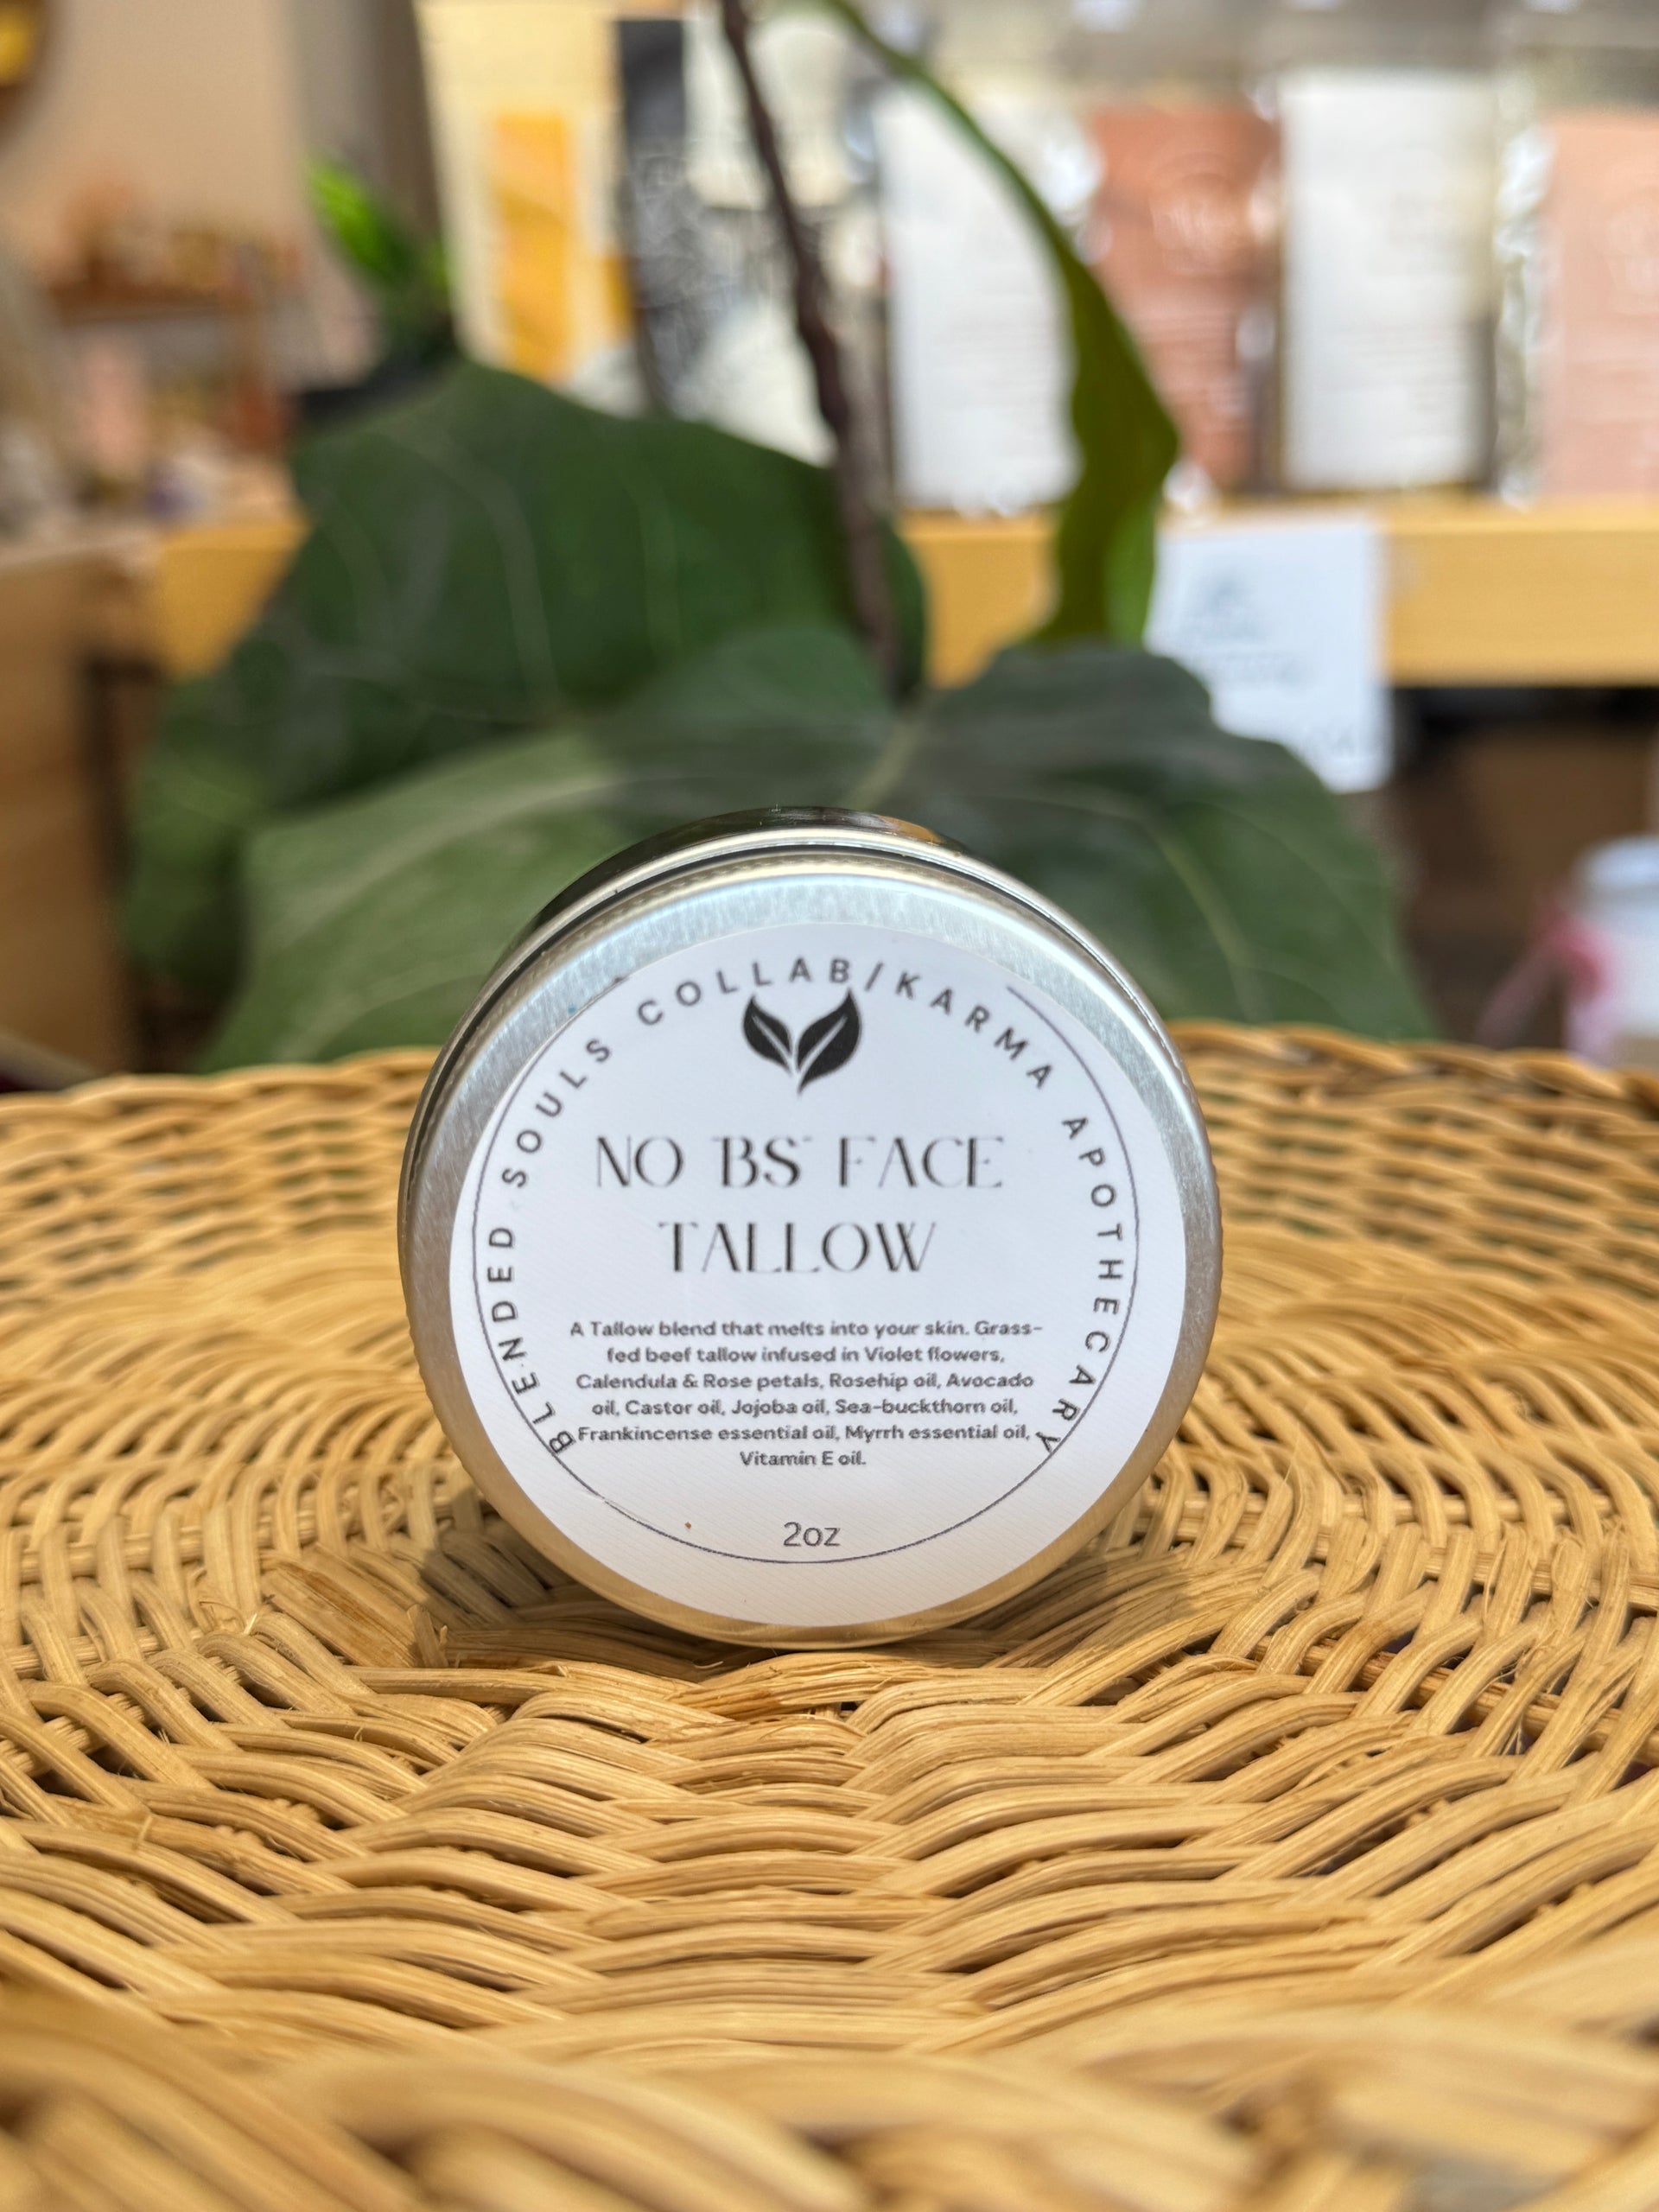 BLENDED SOULS COLLAB/KARMA APOTHECARY
NO BS FACE
TALLOW
A Tallow blend that melts into your skin. Grass-
fed beef tallow infused in Violet flowers,
Calendula & Rose petals, Rosehip oil, Avocado
oil, Castor oil, Jojoba oil, Sea-buckthorn oil,
Frankincense essential oil, Myrrh essential oil,
Vitamin E oil.
2oz